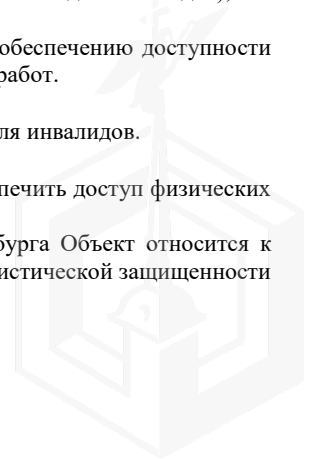 обеспечению доступности
работ.
ля инвалидов.
печить доступ физических
бурга Объект относится к
истической защищенности